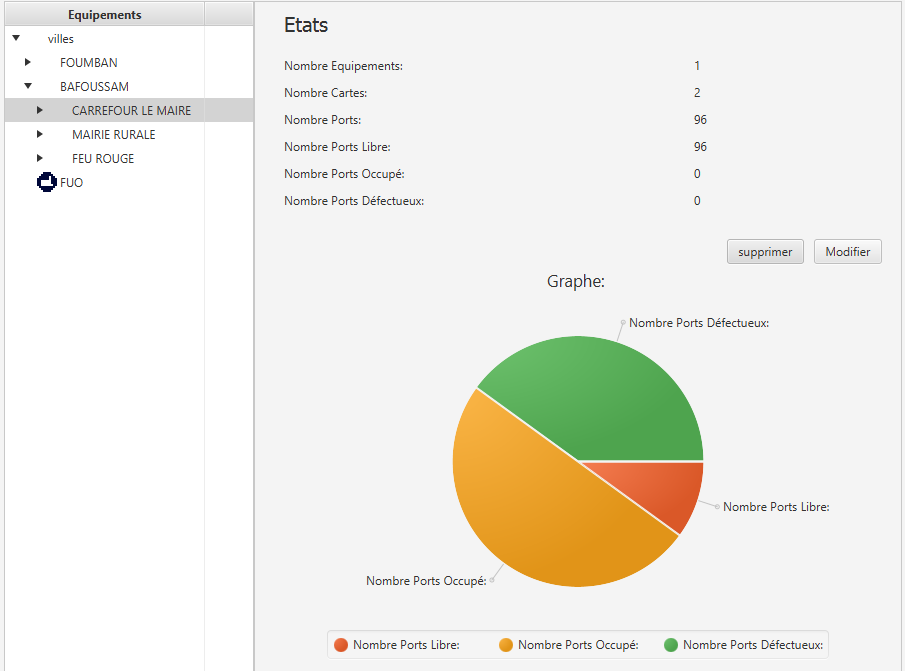 Equipements
villes
FOUMBAN
BAFOUSSAM
CARREFOUR LE MAIRE
MAIRIE RURALE
FEU ROUGE
FUO
Etats
Nombre Equipements: 1
Nombre Cartes: 2
Nombre Ports: 96
Nombre Ports Libre: 96
Nombre Ports Occupé: 0
Nombre Ports Défectueux: 0
supprimer Modifier
Graphe:
Nombre Ports Défectueux:
Nombre Ports Libre:
Nombre Ports Occupé:
Nombre Ports Libre: Nombre Ports Occupé: Nombre Ports Défectueux: